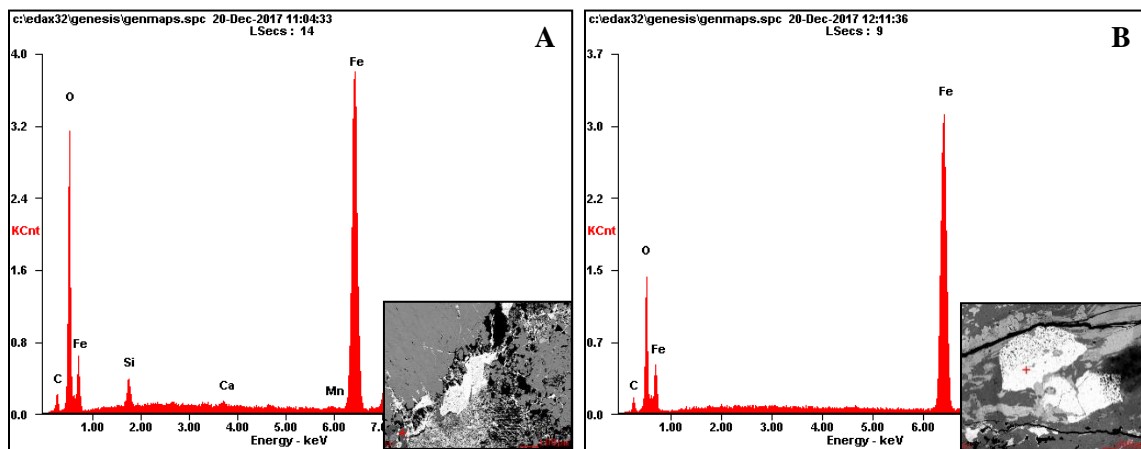 c:\edax32\genesis\genmaps.spc 20-Dec-2017 11:04:33
LSecs : 14
A
4.0
3.2
2.4
KCnt
1.6
0.8
0.0
C
O
Fe
Si
Ca
Mn
Fe
1.00 2.00 3.00 4.00 5.00 6.00 7.0
Energy - keV
c:\edax32\genesis\genmaps.spc 20-Dec-2017 12:11:36
LSecs : 9
B
3.7
3.0
2.2
KCnt
1.5
0.7
0.0
C
O
Fe
Fe
1.00 2.00 3.00 4.00 5.00 6.00
Energy - keV